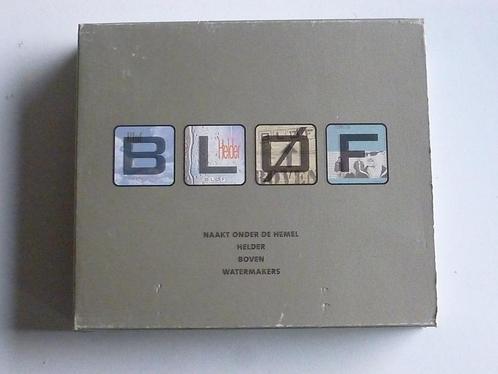 BLØF
Helder
NAAKT ONDER DE HEMEL
HELDER
BOVEN
WATERMAKERS